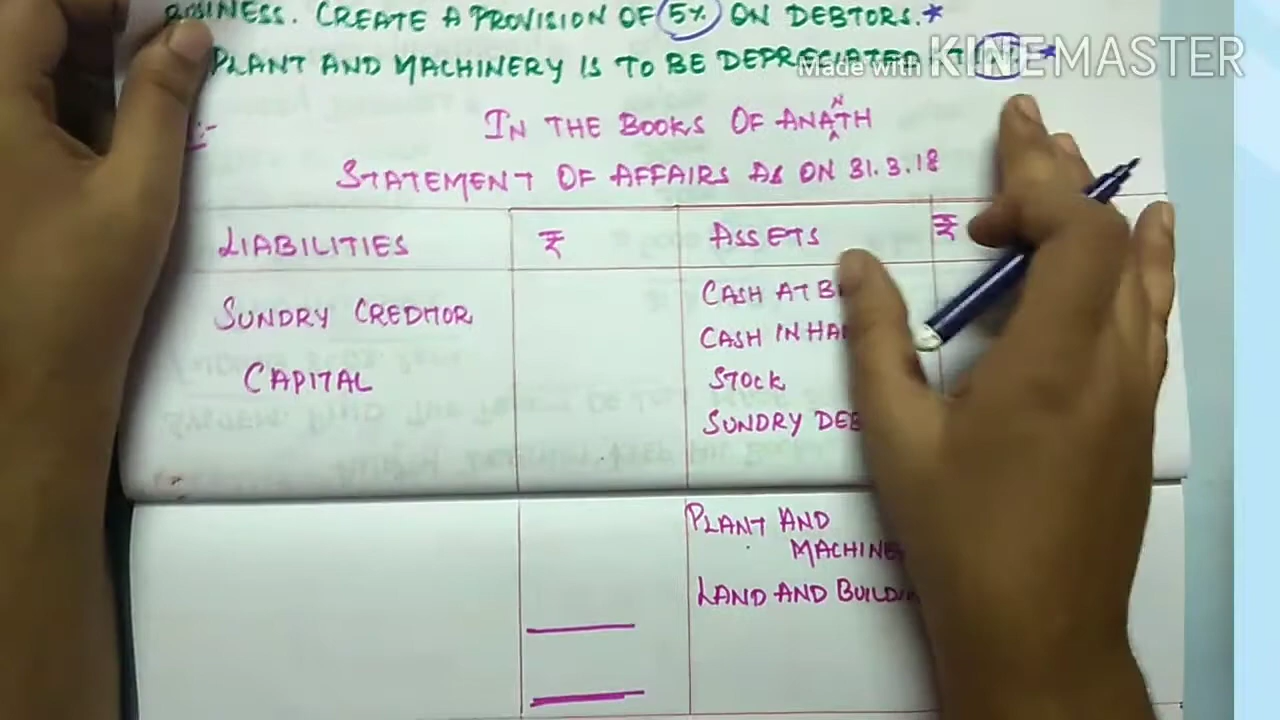 BUSINESS. CREATE A PROVISION OF 5% ON DEBTORS.*
PLANT AND MACHINERY IS TO BE DEPRECIATED
Made with KINEMASTER
IN THE BOOKS OF ANANTH
STATEMENT OF AFFAIRS AS ON 31.3.18
LIABILITIES ₹ ASSETS ₹
SUNDRY CREDITOR
CAPITAL
CASH AT B
CASH IN HA
STOCK
SUNDRY DEB
PLANT AND
MACHINE
LAND AND BUILDI